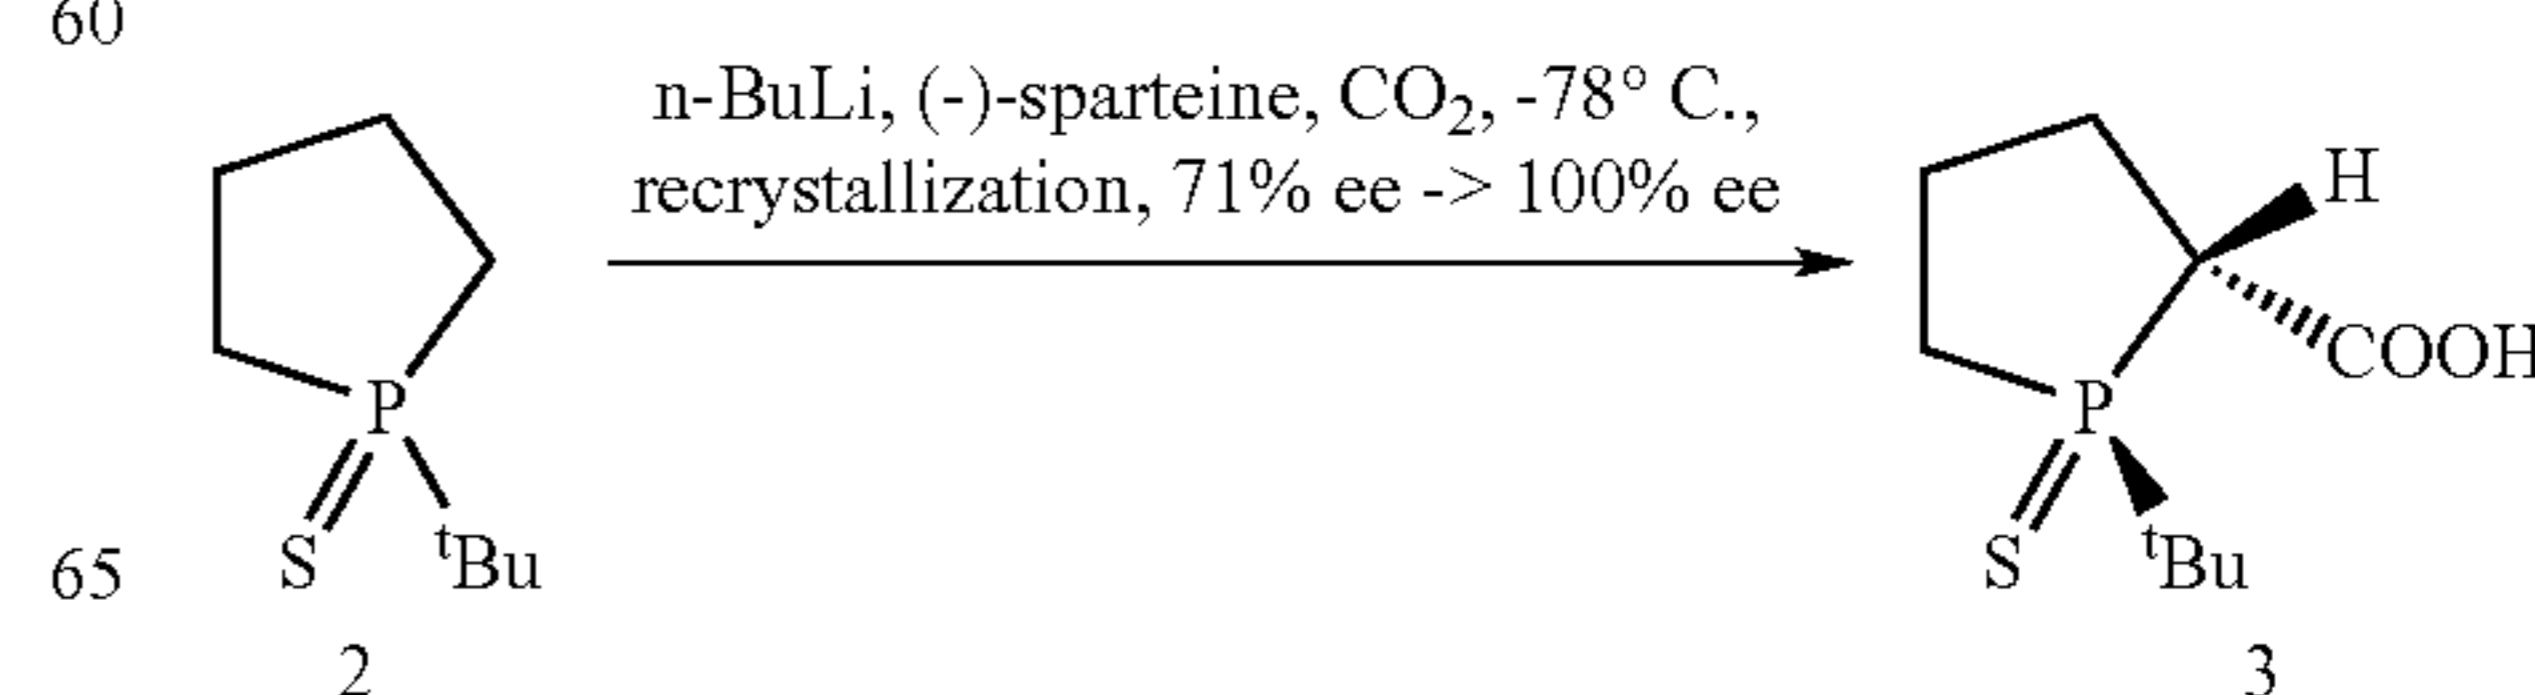 60
n-BuLi, (-)-sparteine, CO₂, -78° C.,
recrystallization, 71% ee -> 100% ee
H
COOH
P
P
S
ᵗBu
S
ᵗBu
65
2
3